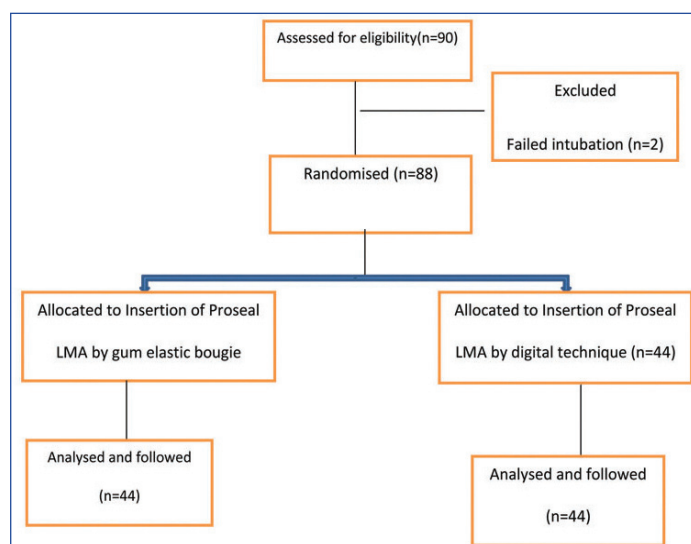 Assessed for eligibility(n=90)
Excluded
Failed intubation (n=2)
Randomised (n=88)
Allocated to Insertion of Proseal
LMA by gum elastic bougie
Allocated to Insertion of Proseal
LMA by digital technique (n=44)
Analysed and followed
(n=44)
Analysed and followed
(n=44)